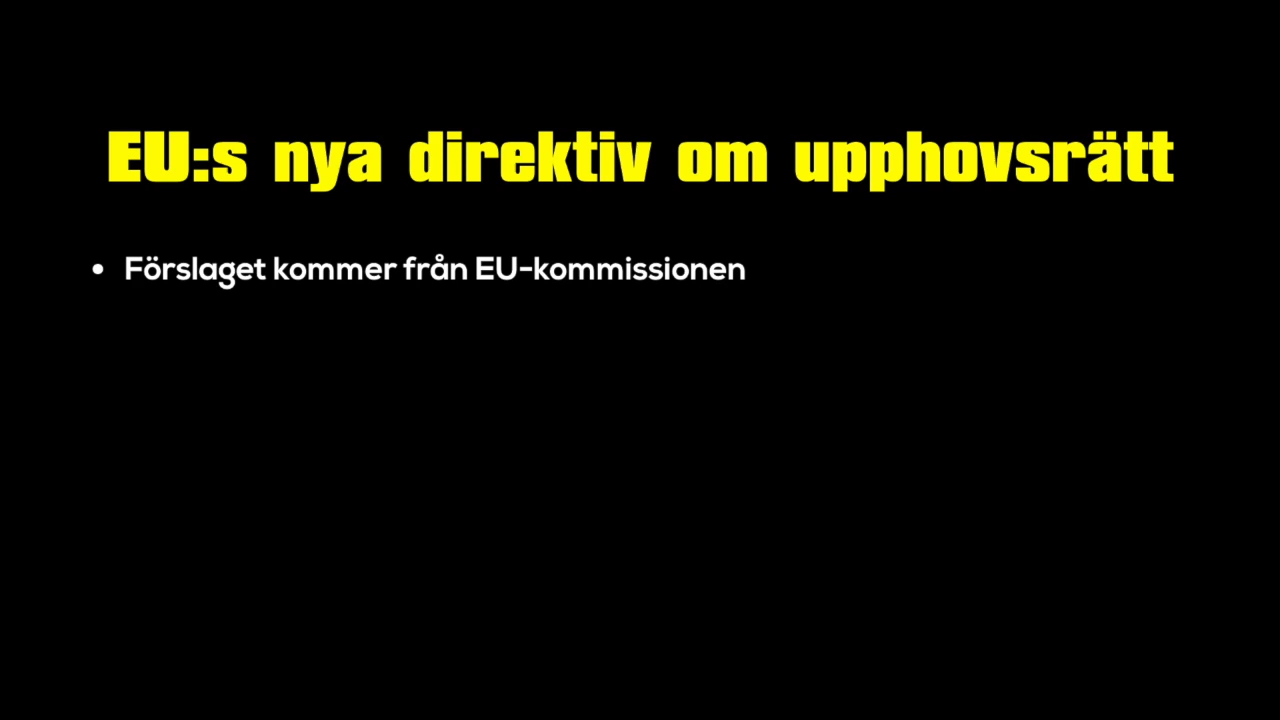 EU:s nya direktiv om upphovsrätt
• Förslaget kommer från EU-kommissionen